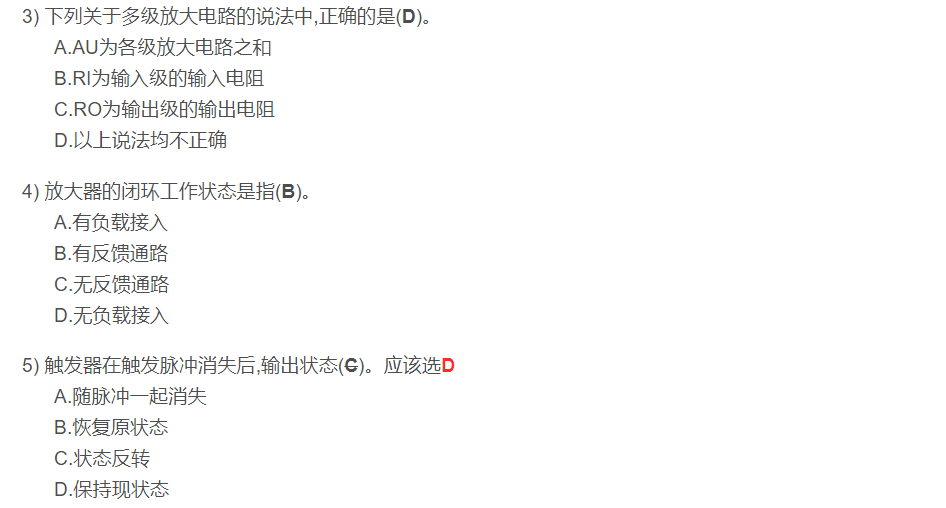 3) 下列关于多级放大电路的说法中,正确的是(D)。
A.AU为各级放大电路之和
B.RI为输入级的输入电阻
C.RO为输出级的输出电阻
D.以上说法均不正确
4) 放大器的闭环工作状态是指(B)。
A.有负载接入
B.有反馈通路
C.无反馈通路
D.无负载接入
5) 触发器在触发脉冲消失后,输出状态(C)。应该选D
A.随脉冲一起消失
B.恢复原状态
C.状态反转
D.保持现状态